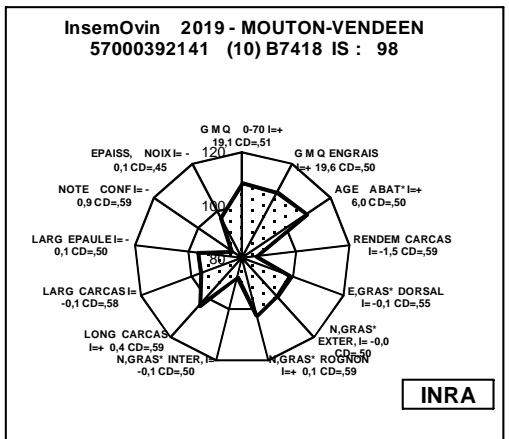 InsemOvin 2019 - MOUTON-VENDEEN
57000392141 (10) B7418 IS : 98
GMQ 0-70 I=+
19,1 CD=,51
120
EPAISS, NOIX I= -
0,1 CD=,45
GMQ ENGRAIS
I=+ 19,6 CD=,50
NOTE CONF I= -
0,9 CD=,59
AGE ABAT* I=+
6,0 CD=,50
100
LARG EPAULE I= -
0,1 CD=,50
RENDEM CARCAS
I= -1,5 CD=,59
80
LARG CARCAS I=
-0,1 CD=,58
E,GRAS* DORSAL
I= -0,1 CD=,55
LONG CARCAS
I=+ 0,4 CD=,59
N,GRAS*
EXTER, I= -0,0
CD=,50
N,GRAS* INTER, I=
-0,1 CD=,50
N,GRAS* ROGNON
I=+ 0,1 CD=,59
INRA